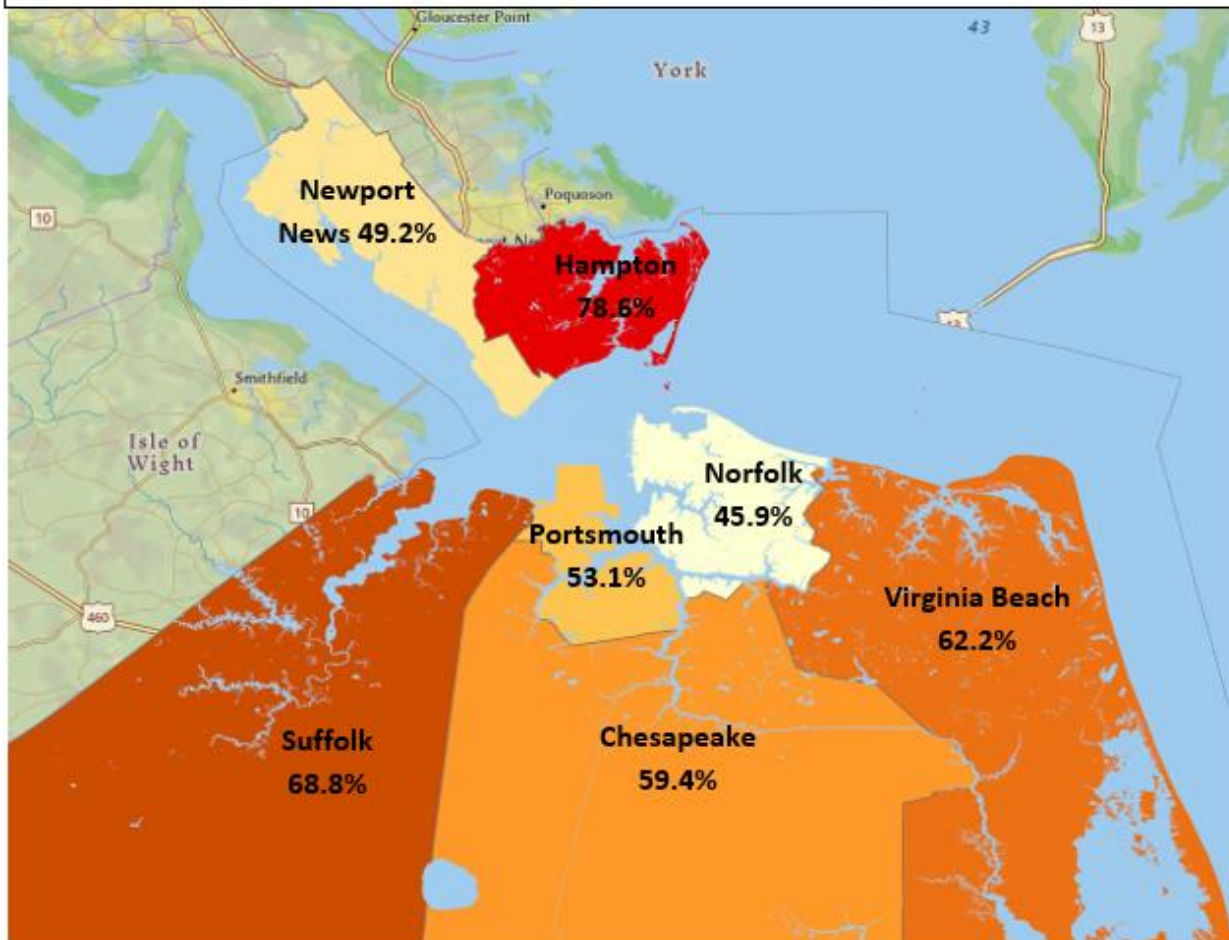 Gloucester Point
43
13
York
Newport
News 49.2%
Poquoson
10
Hampton
78.6%
13
Smithfield
Isle of
Wight
Norfolk
45.9%
10
Portsmouth
53.1%
460
Virginia Beach
62.2%
Suffolk
68.8%
Chesapeake
59.4%